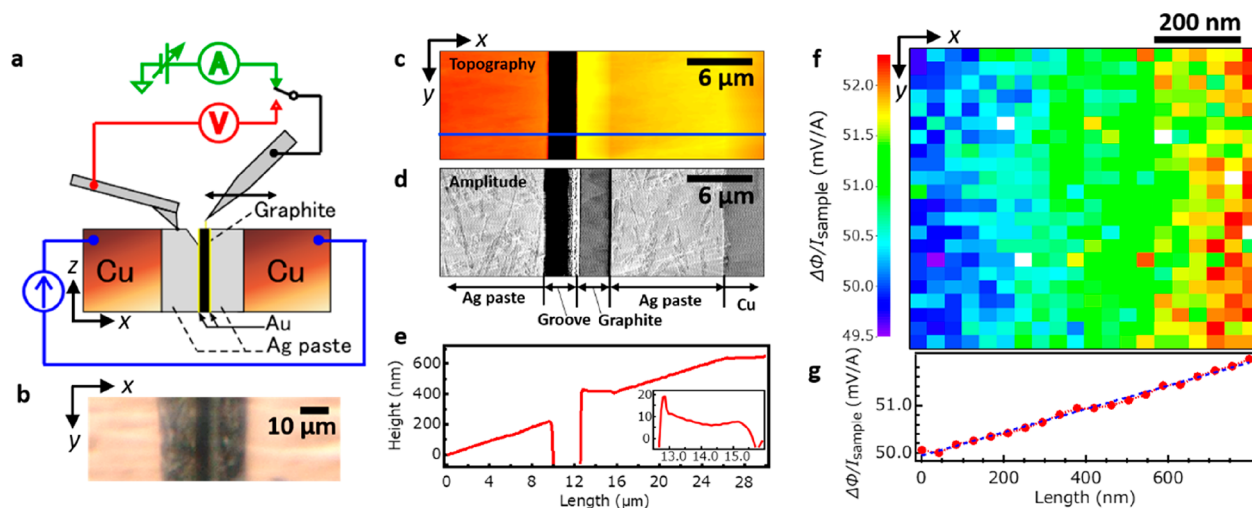 a
A
V
Graphite
Cu
Cu
z
x
Au
Ag paste
b
x
y
10 μm
x
y
c
Topography
6 μm
d
Amplitude
6 μm
Ag paste
Groove
Graphite
Ag paste
Cu
e
Height (nm)
600
400
200
0
20
10
0
13.0 14.0 15.0
0 4 8 12 16 20 24 28
Length [μm]
f
x
y
200 nm
ΔΦ/Isample (mV/A)
52.0
51.5
51.0
50.5
50.0
49.5
g
ΔΦ/Isample (mV/A)
51.0
50.0
0 200 400 600
Length (nm)